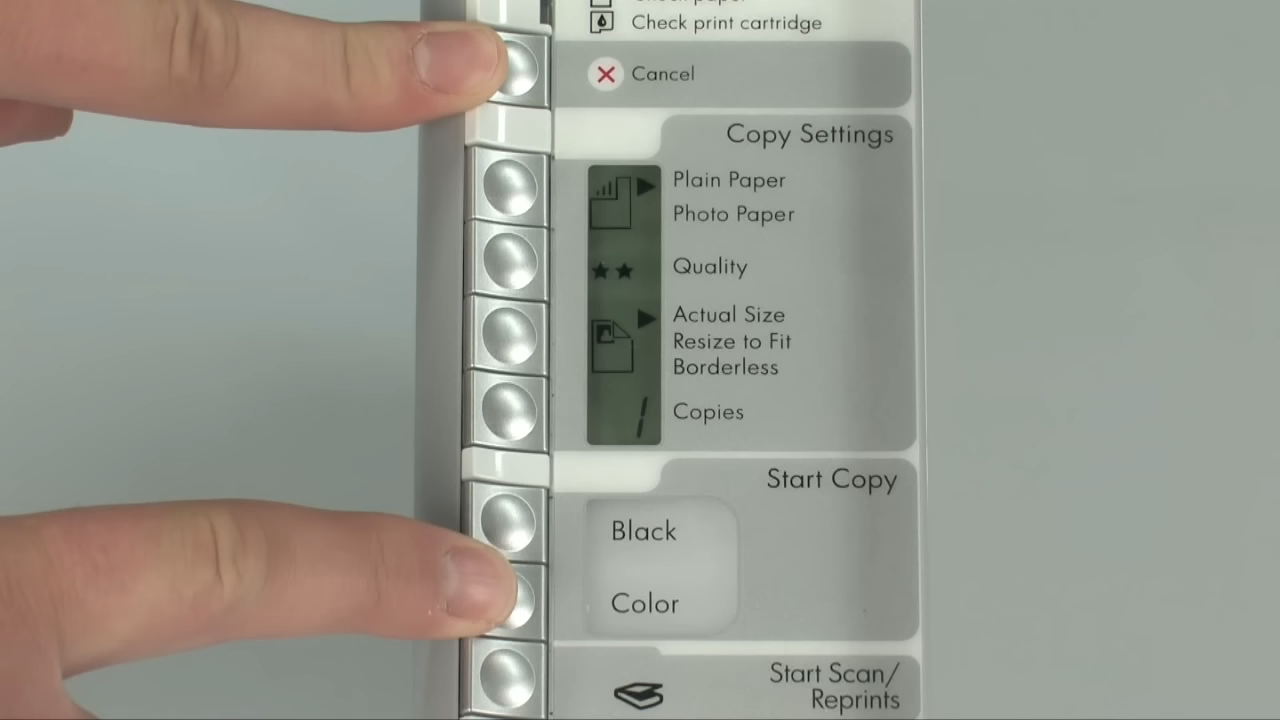 Check print cartridge
Cancel
Copy Settings
Plain Paper
Photo Paper
Quality
Actual Size
Resize to Fit
Borderless
1
Copies
Start Copy
Black
Color
Start Scan/
Reprints